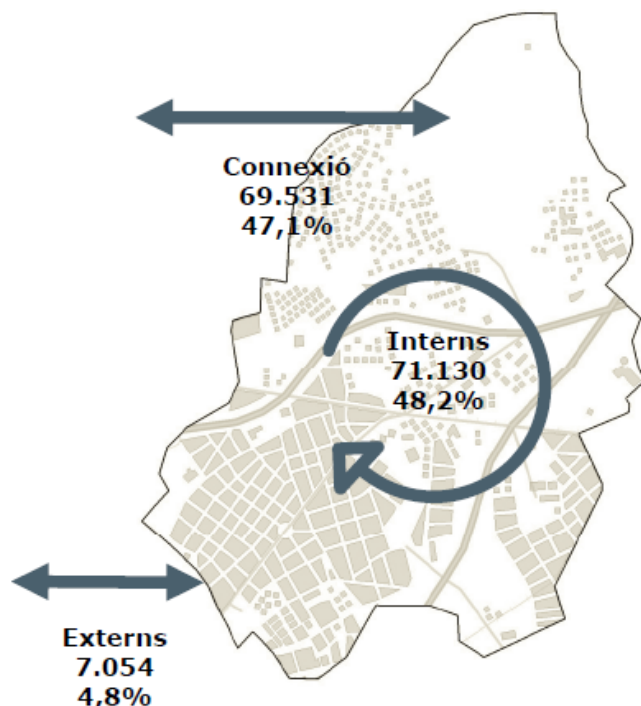 Connexió
69.531
47,1%
Interns
71.130
48,2%
Externs
7.054
4,8%